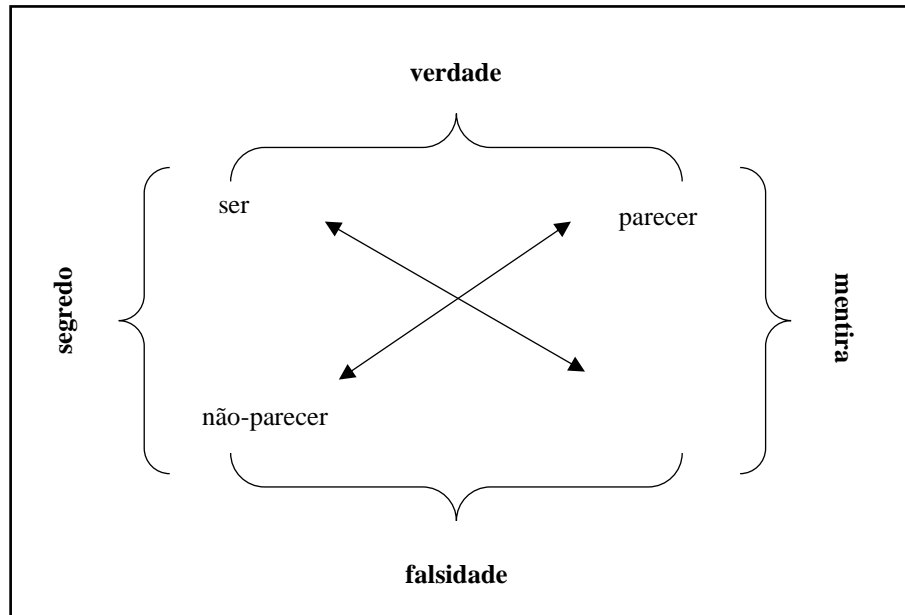 verdade
ser
parecer
segredo
mentira
não-parecer
falsidade